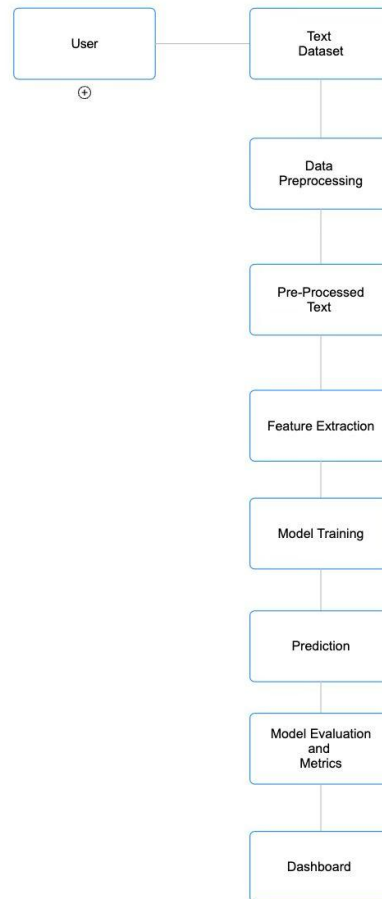 User
Text
Dataset
Data
Preprocessing
Pre-Processed
Text
Feature Extraction
Model Training
Prediction
Model Evaluation
and
Metrics
Dashboard